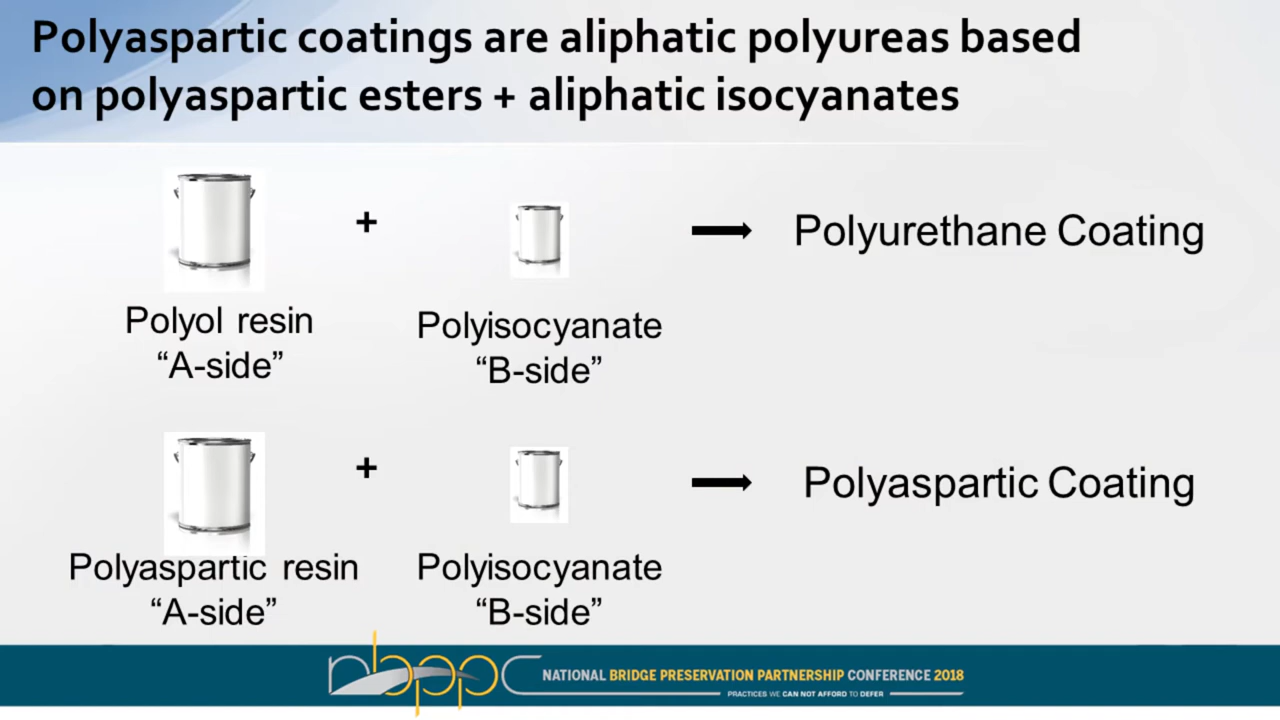 Polyaspartic coatings are aliphatic polyureas based
on polyaspartic esters + aliphatic isocyanates
+
Polyurethane Coating
Polyol resin
“A-side”
Polyisocyanate
“B-side”
+
Polyaspartic Coating
Polyaspartic resin
“A-side”
Polyisocyanate
“B-side”
nbppc
NATIONAL BRIDGE PRESERVATION PARTNERSHIP CONFERENCE 2018
PRACTICES WE CAN NOT AFFORD TO DEFER